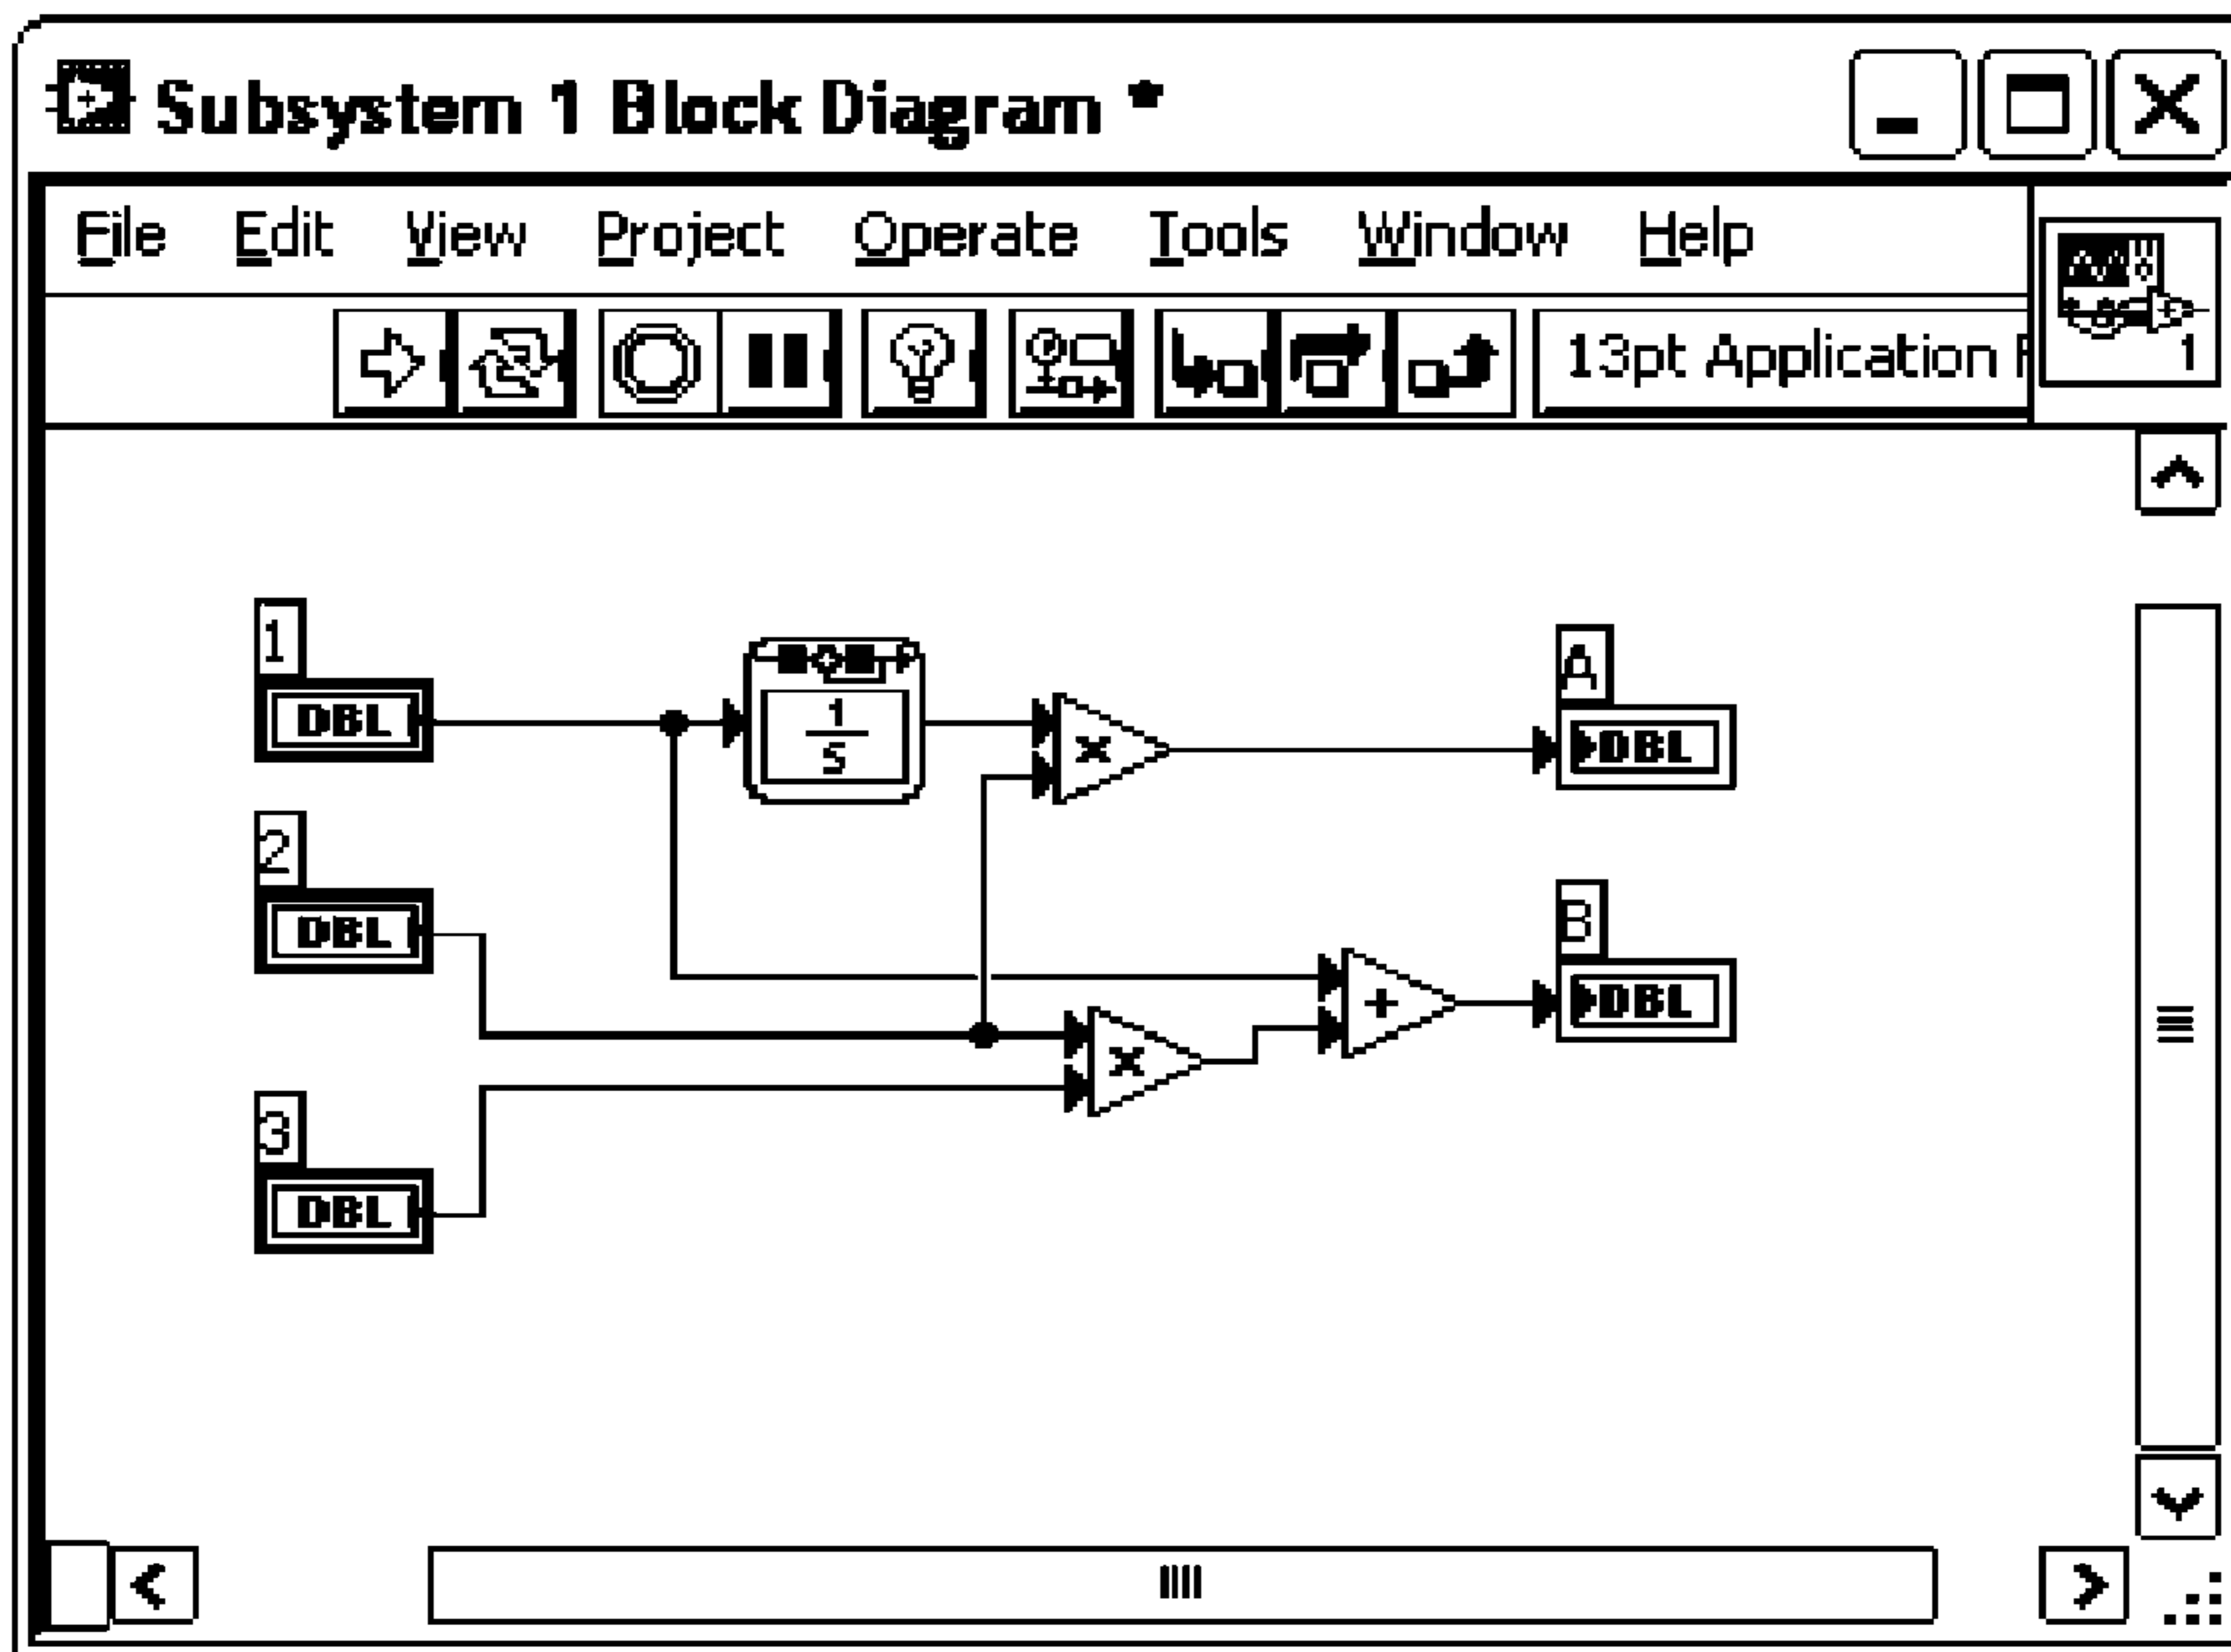 Subsystem 1 Block Diagram *
File Edit View Project Operate Tools Window Help
13pt Application F
1
1
DBL
1
S
x
A
DBL
2
DBL
B
DBL
+
x
3
DBL